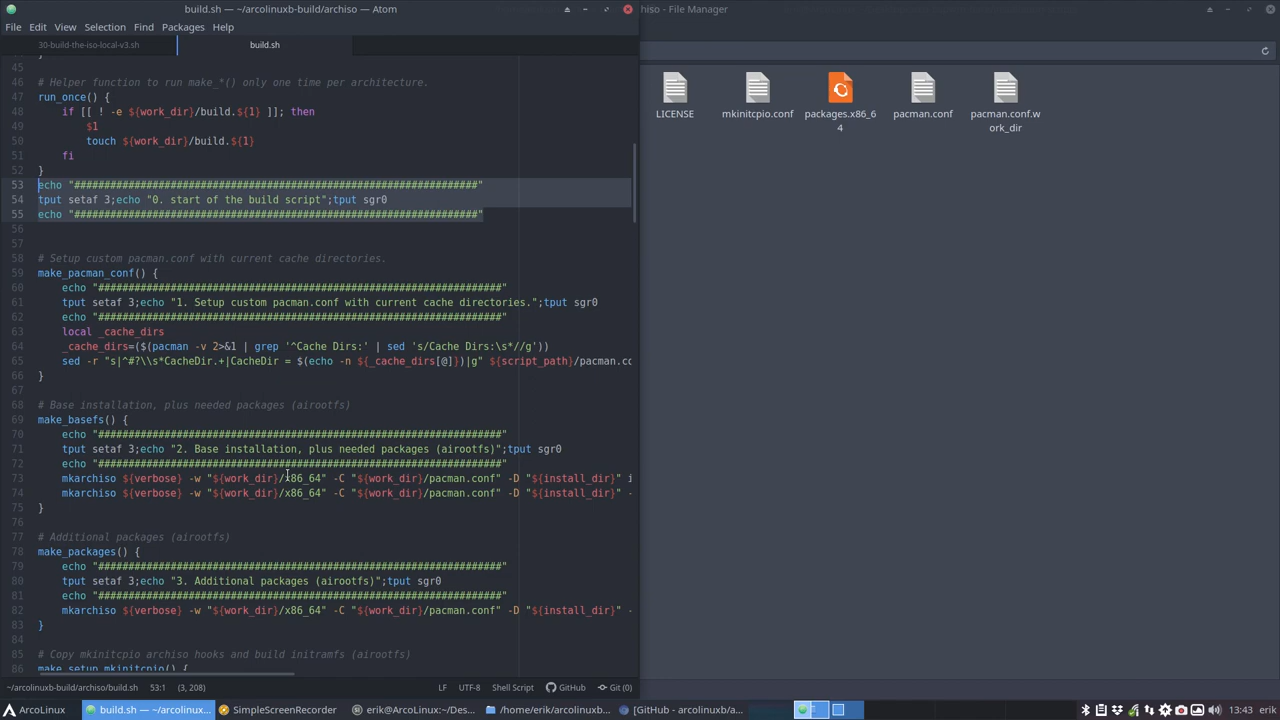 build.sh — ~/arcolinuxb-build/archiso — Atom
File Edit View Selection Find Packages Help
30-build-the-iso-local-v3.sh
build.sh
45
46 # Helper function to run make_*() only one time per architecture.
47 run_once() {
48 if [[ ! -e ${work_dir}/build.${1} ]]; then
49 $1
50 touch ${work_dir}/build.${1}
51 fi
52 }
53 echo "###################################################################"
54 tput setaf 3;echo "0. start of the build script";tput sgr0
55 echo "###################################################################"
56
57
58 # Setup custom pacman.conf with current cache directories.
59 make_pacman_conf() {
60 echo "###################################################################"
61 tput setaf 3;echo "1. Setup custom pacman.conf with current cache directories.";tput sgr0
62 echo "###################################################################"
63 local _cache_dirs
64 _cache_dirs=($(pacman -v 2>&1 | grep '^Cache Dirs:' | sed 's/Cache Dirs:\s*//g'))
65 sed -r "s|^#?\\s*CacheDir.+|CacheDir = $(echo -n ${_cache_dirs[@]})|g" ${script_path}/pacman.co
66 }
67
68 # Base installation, plus needed packages (airootfs)
69 make_basefs() {
70 echo "###################################################################"
71 tput setaf 3;echo "2. Base installation, plus needed packages (airootfs)";tput sgr0
72 echo "###################################################################"
73 mkarchiso ${verbose} -w "${work_dir}/x86_64" -C "${work_dir}/pacman.conf" -D "${install_dir}" i
74 mkarchiso ${verbose} -w "${work_dir}/x86_64" -C "${work_dir}/pacman.conf" -D "${install_dir}" -
75 }
76
77 # Additional packages (airootfs)
78 make_packages() {
79 echo "###################################################################"
80 tput setaf 3;echo "3. Additional packages (airootfs)";tput sgr0
81 echo "###################################################################"
82 mkarchiso ${verbose} -w "${work_dir}/x86_64" -C "${work_dir}/pacman.conf" -D "${install_dir}" -
83 }
84
85 # Copy mkinitcpio archiso hooks and build initramfs (airootfs)
86 make_setup_mkinitcpio() {
~/arcolinuxb-build/archiso/build.sh 53:1 (3, 208) LF UTF-8 Shell Script GitHub Git (0)
hiso - File Manager
LICENSE
mkinitcpio.conf
packages.x86_6
4
pacman.conf
pacman.conf.w
ork_dir
ArcoLinux
build.sh — ~/arcolinuxb...
SimpleScreenRecorder
erik@ArcoLinux:~/Des...
/home/erik/arcolinuxb...
[GitHub - arcolinuxb/a...
13:43 erik